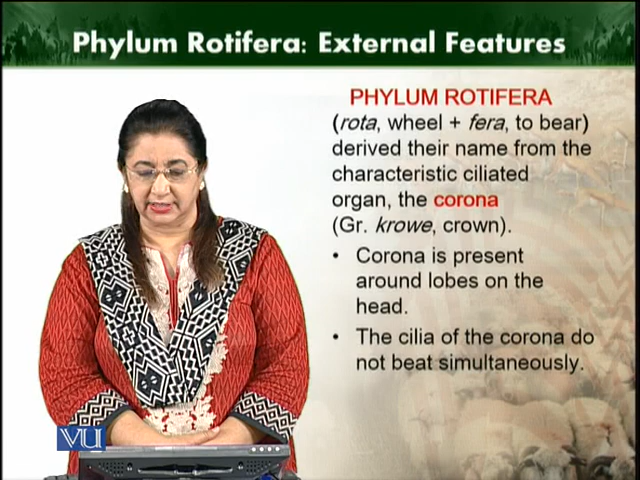 Phylum Rotifera: External Features
PHYLUM ROTIFERA
(rota, wheel + fera, to bear)
derived their name from the
characteristic ciliated
organ, the corona
(Gr. krowe, crown).
• Corona is present
around lobes on the
head.
• The cilia of the corona do
not beat simultaneously.
VU